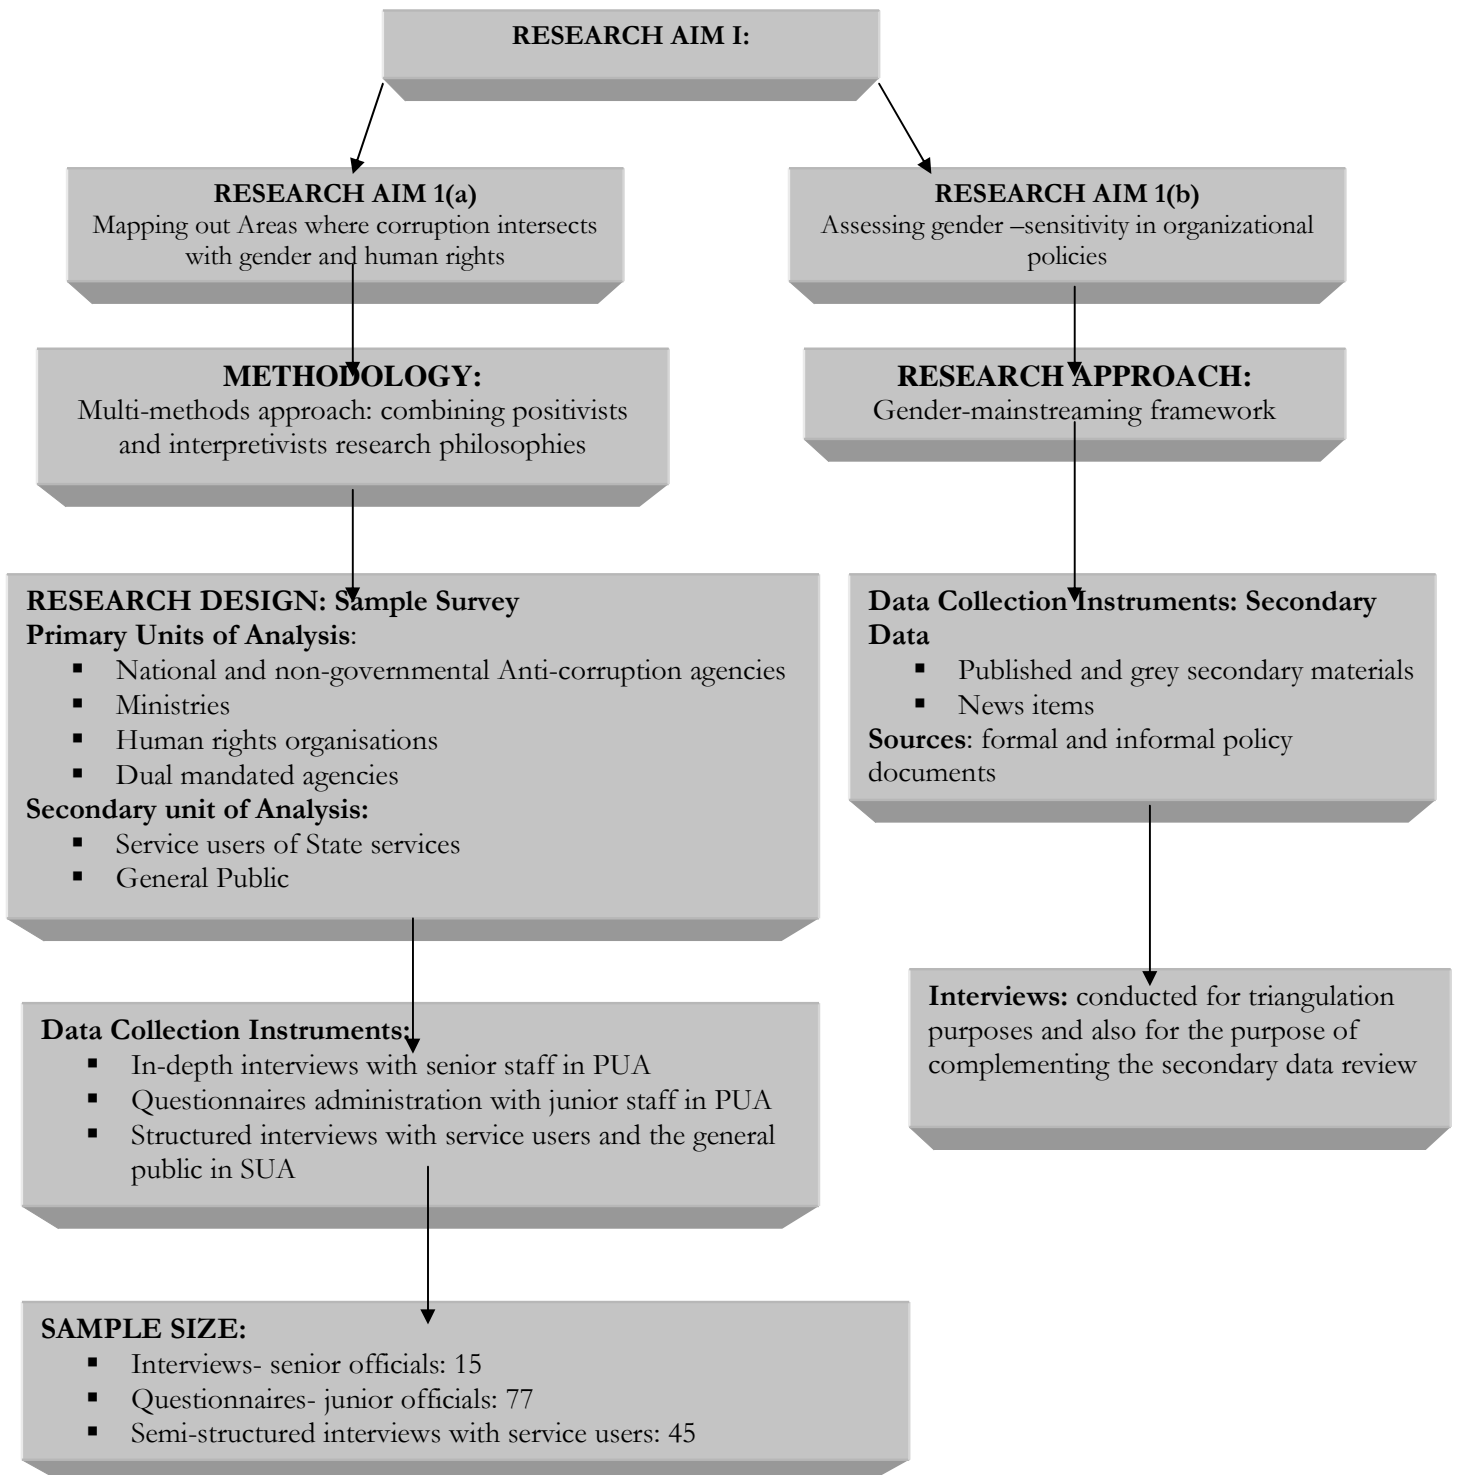 RESEARCH AIM I:
RESEARCH AIM 1(a)
Mapping out Areas where corruption intersects
with gender and human rights
RESEARCH AIM 1(b)
Assessing gender –sensitivity in organizational
policies
METHODOLOGY:
Multi-methods approach: combining positivists
and interpretivists research philosophies
RESEARCH APPROACH:
Gender-mainstreaming framework
RESEARCH DESIGN: Sample Survey
Primary Units of Analysis:
▪ National and non-governmental Anti-corruption agencies
▪ Ministries
▪ Human rights organisations
▪ Dual mandated agencies
Secondary unit of Analysis:
▪ Service users of State services
▪ General Public
Data Collection Instruments: Secondary
Data
▪ Published and grey secondary materials
▪ News items
Sources: formal and informal policy
documents
Data Collection Instruments:
▪ In-depth interviews with senior staff in PUA
▪ Questionnaires administration with junior staff in PUA
▪ Structured interviews with service users and the general
public in SUA
Interviews: conducted for triangulation
purposes and also for the purpose of
complementing the secondary data review
SAMPLE SIZE:
▪ Interviews- senior officials: 15
▪ Questionnaires- junior officials: 77
▪ Semi-structured interviews with service users: 45